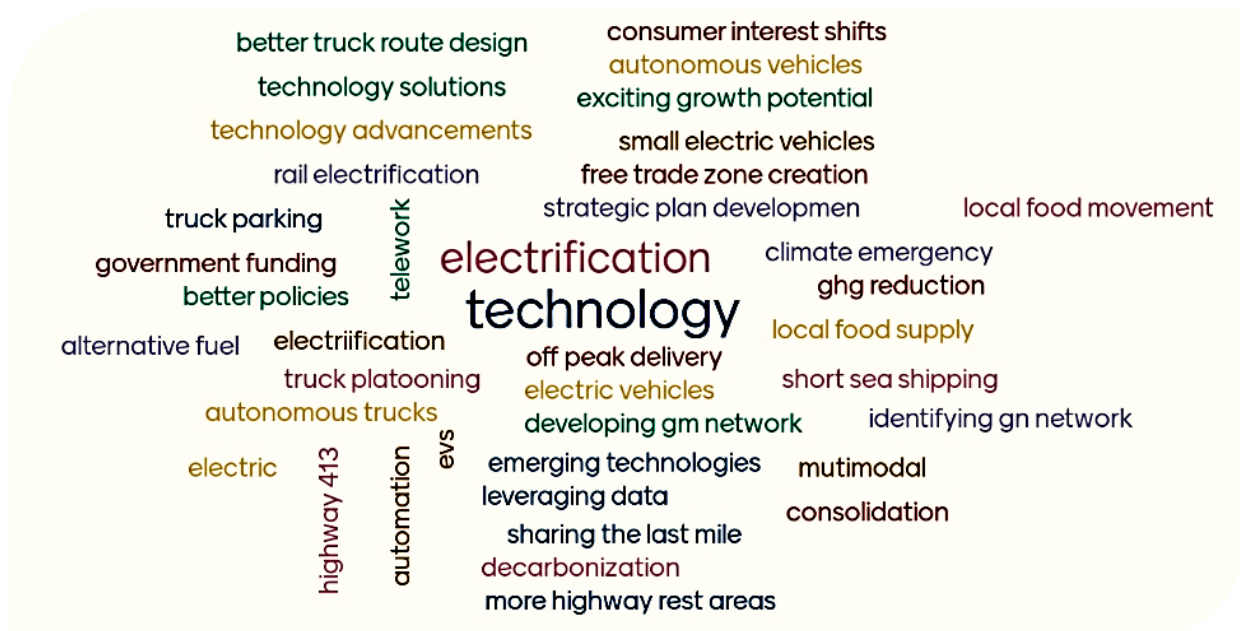 consumer interest shifts
better truck route design
autonomous vehicles
technology solutions
exciting growth potential
technology advancements
small electric vehicles
rail electrification
free trade zone creation
truck parking
telework
strategic plan developmen
local food movement
government funding
electrification
climate emergency
better policies
ghg reduction
technology
local food supply
alternative fuel
electriification
off peak delivery
truck platooning
electric vehicles
short sea shipping
autonomous trucks
developing gm network
identifying gn network
evs
electric
highway 413
automation
emerging technologies
mutimodal
leveraging data
consolidation
sharing the last mile
decarbonization
more highway rest areas